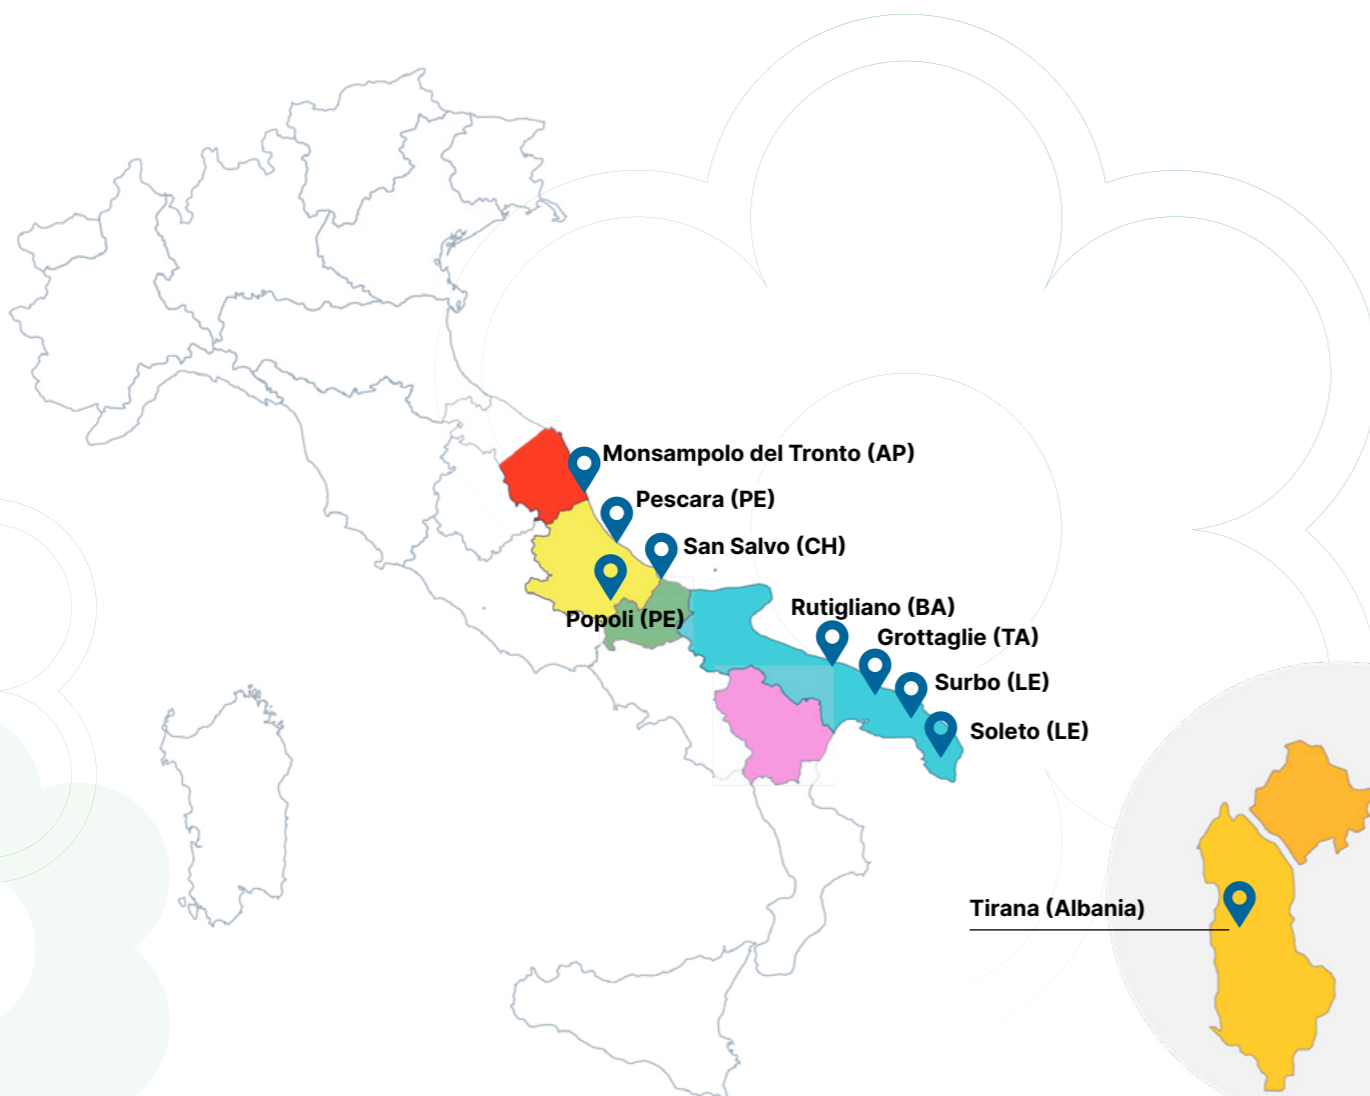 Monsampolo del Tronto (AP)
Pescara (PE)
San Salvo (CH)
Popoli (PE)
Rutigliano (BA)
Grottaglie (TA)
Surbo (LE)
Soleto (LE)
Tirana (Albania)